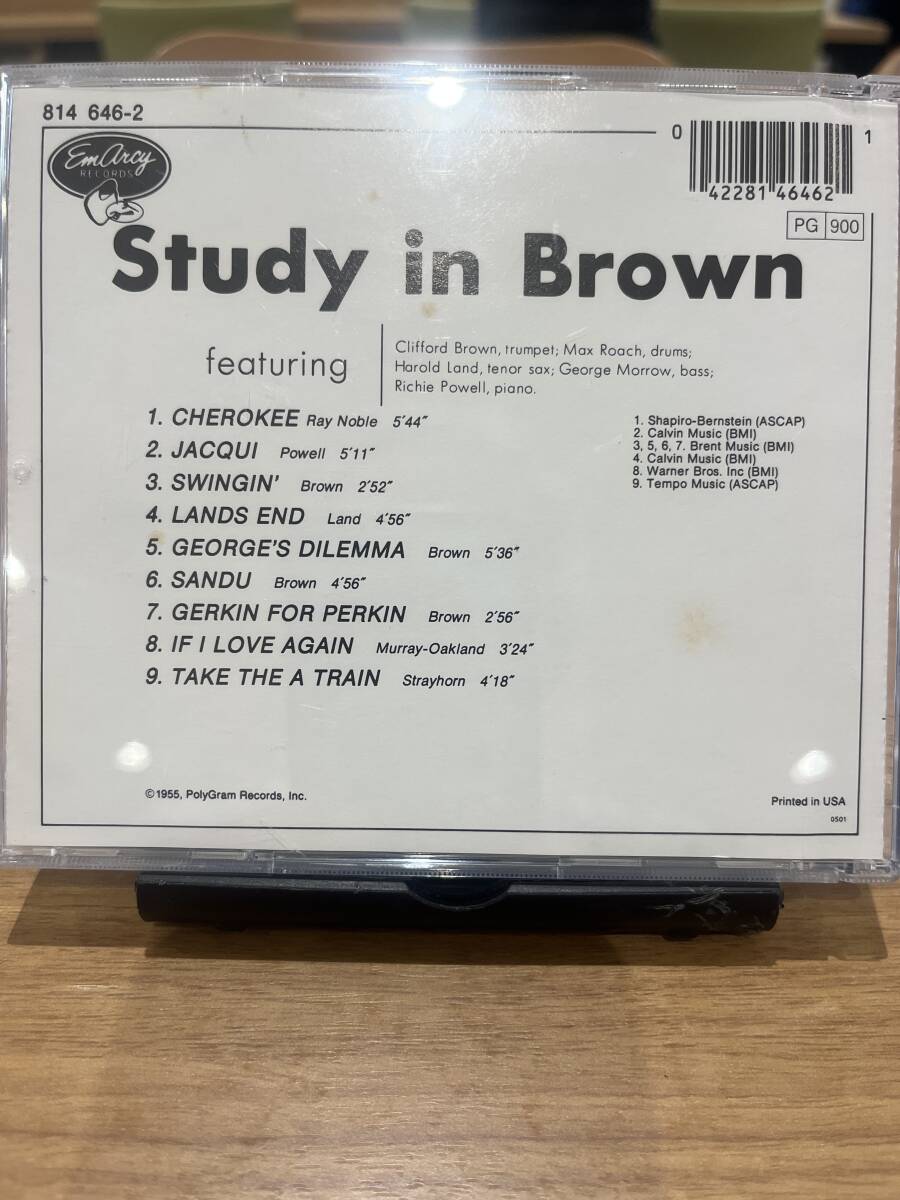 814 646-2
EmArcy
RECORDS
0 42281 46462 1
PG 900
Study in Brown
featuring
Clifford Brown, trumpet; Max Roach, drums;
Harold Land, tenor sax; George Morrow, bass;
Richie Powell, piano.
1. CHEROKEE Ray Noble 5'44"
2. JACQUI Powell 5'11"
3. SWINGIN' Brown 2'52"
4. LANDS END Land 4'56"
5. GEORGE'S DILEMMA Brown 5'36"
6. SANDU Brown 4'56"
7. GERKIN FOR PERKIN Brown 2'56"
8. IF I LOVE AGAIN Murray-Oakland 3'24"
9. TAKE THE A TRAIN Strayhorn 4'18"
1. Shapiro-Bernstein (ASCAP)
2. Calvin Music (BMI)
3, 5, 6, 7. Brent Music (BMI)
4. Calvin Music (BMI)
8. Warner Bros. Inc (BMI)
9. Tempo Music (ASCAP)
©1955, PolyGram Records, Inc.
Printed in USA
0501